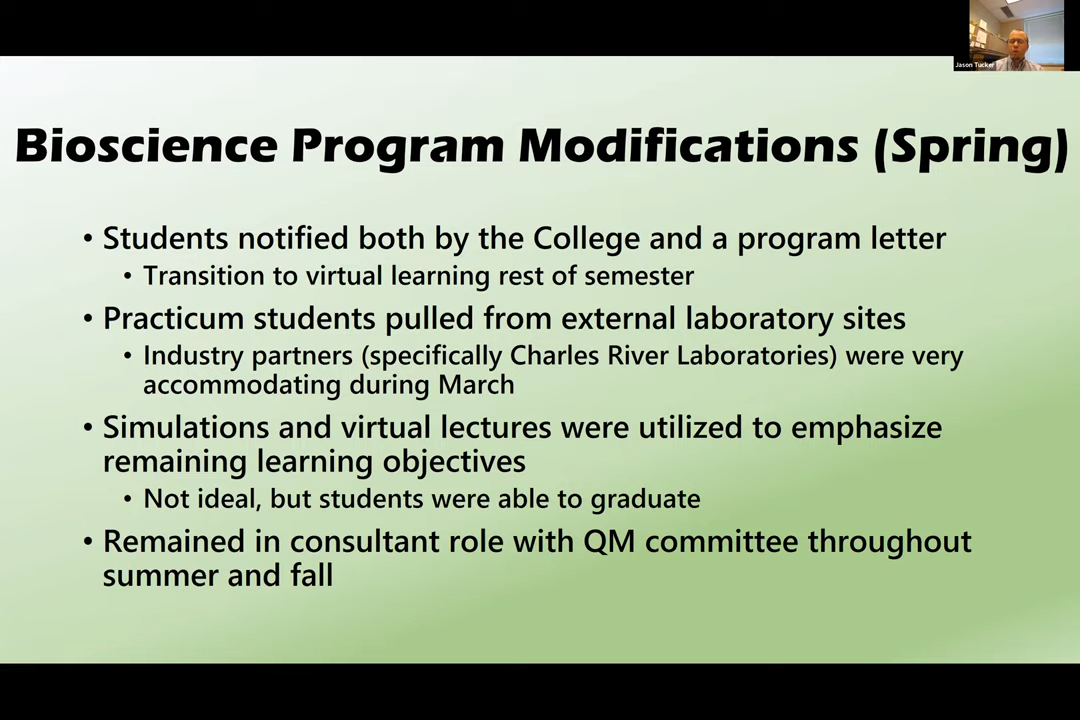 Jason Tucker
Bioscience Program Modifications (Spring)
• Students notified both by the College and a program letter
• Transition to virtual learning rest of semester
• Practicum students pulled from external laboratory sites
• Industry partners (specifically Charles River Laboratories) were very
accommodating during March
• Simulations and virtual lectures were utilized to emphasize
remaining learning objectives
• Not ideal, but students were able to graduate
• Remained in consultant role with QM committee throughout
summer and fall